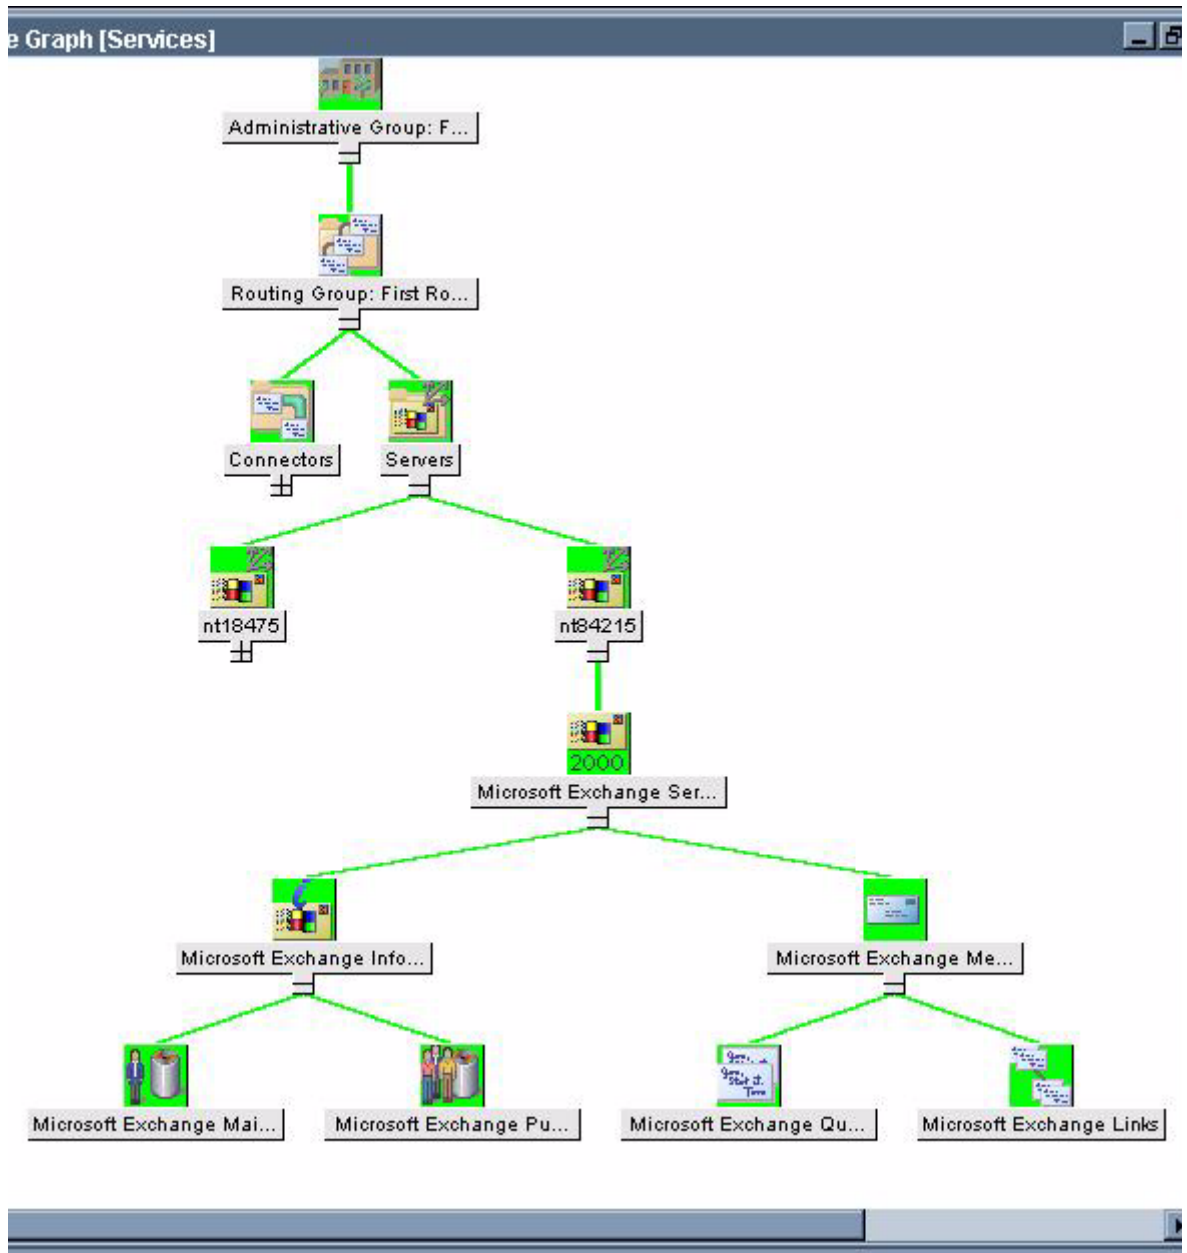 e Graph [Services]
Administrative Group: F...
Routing Group: First Ro...
Connectors Servers
nt18475 nt84215
2000
Microsoft Exchange Ser...
Microsoft Exchange Info... Microsoft Exchange Me...
Microsoft Exchange Mai... Microsoft Exchange Pu... Microsoft Exchange Qu... Microsoft Exchange Links